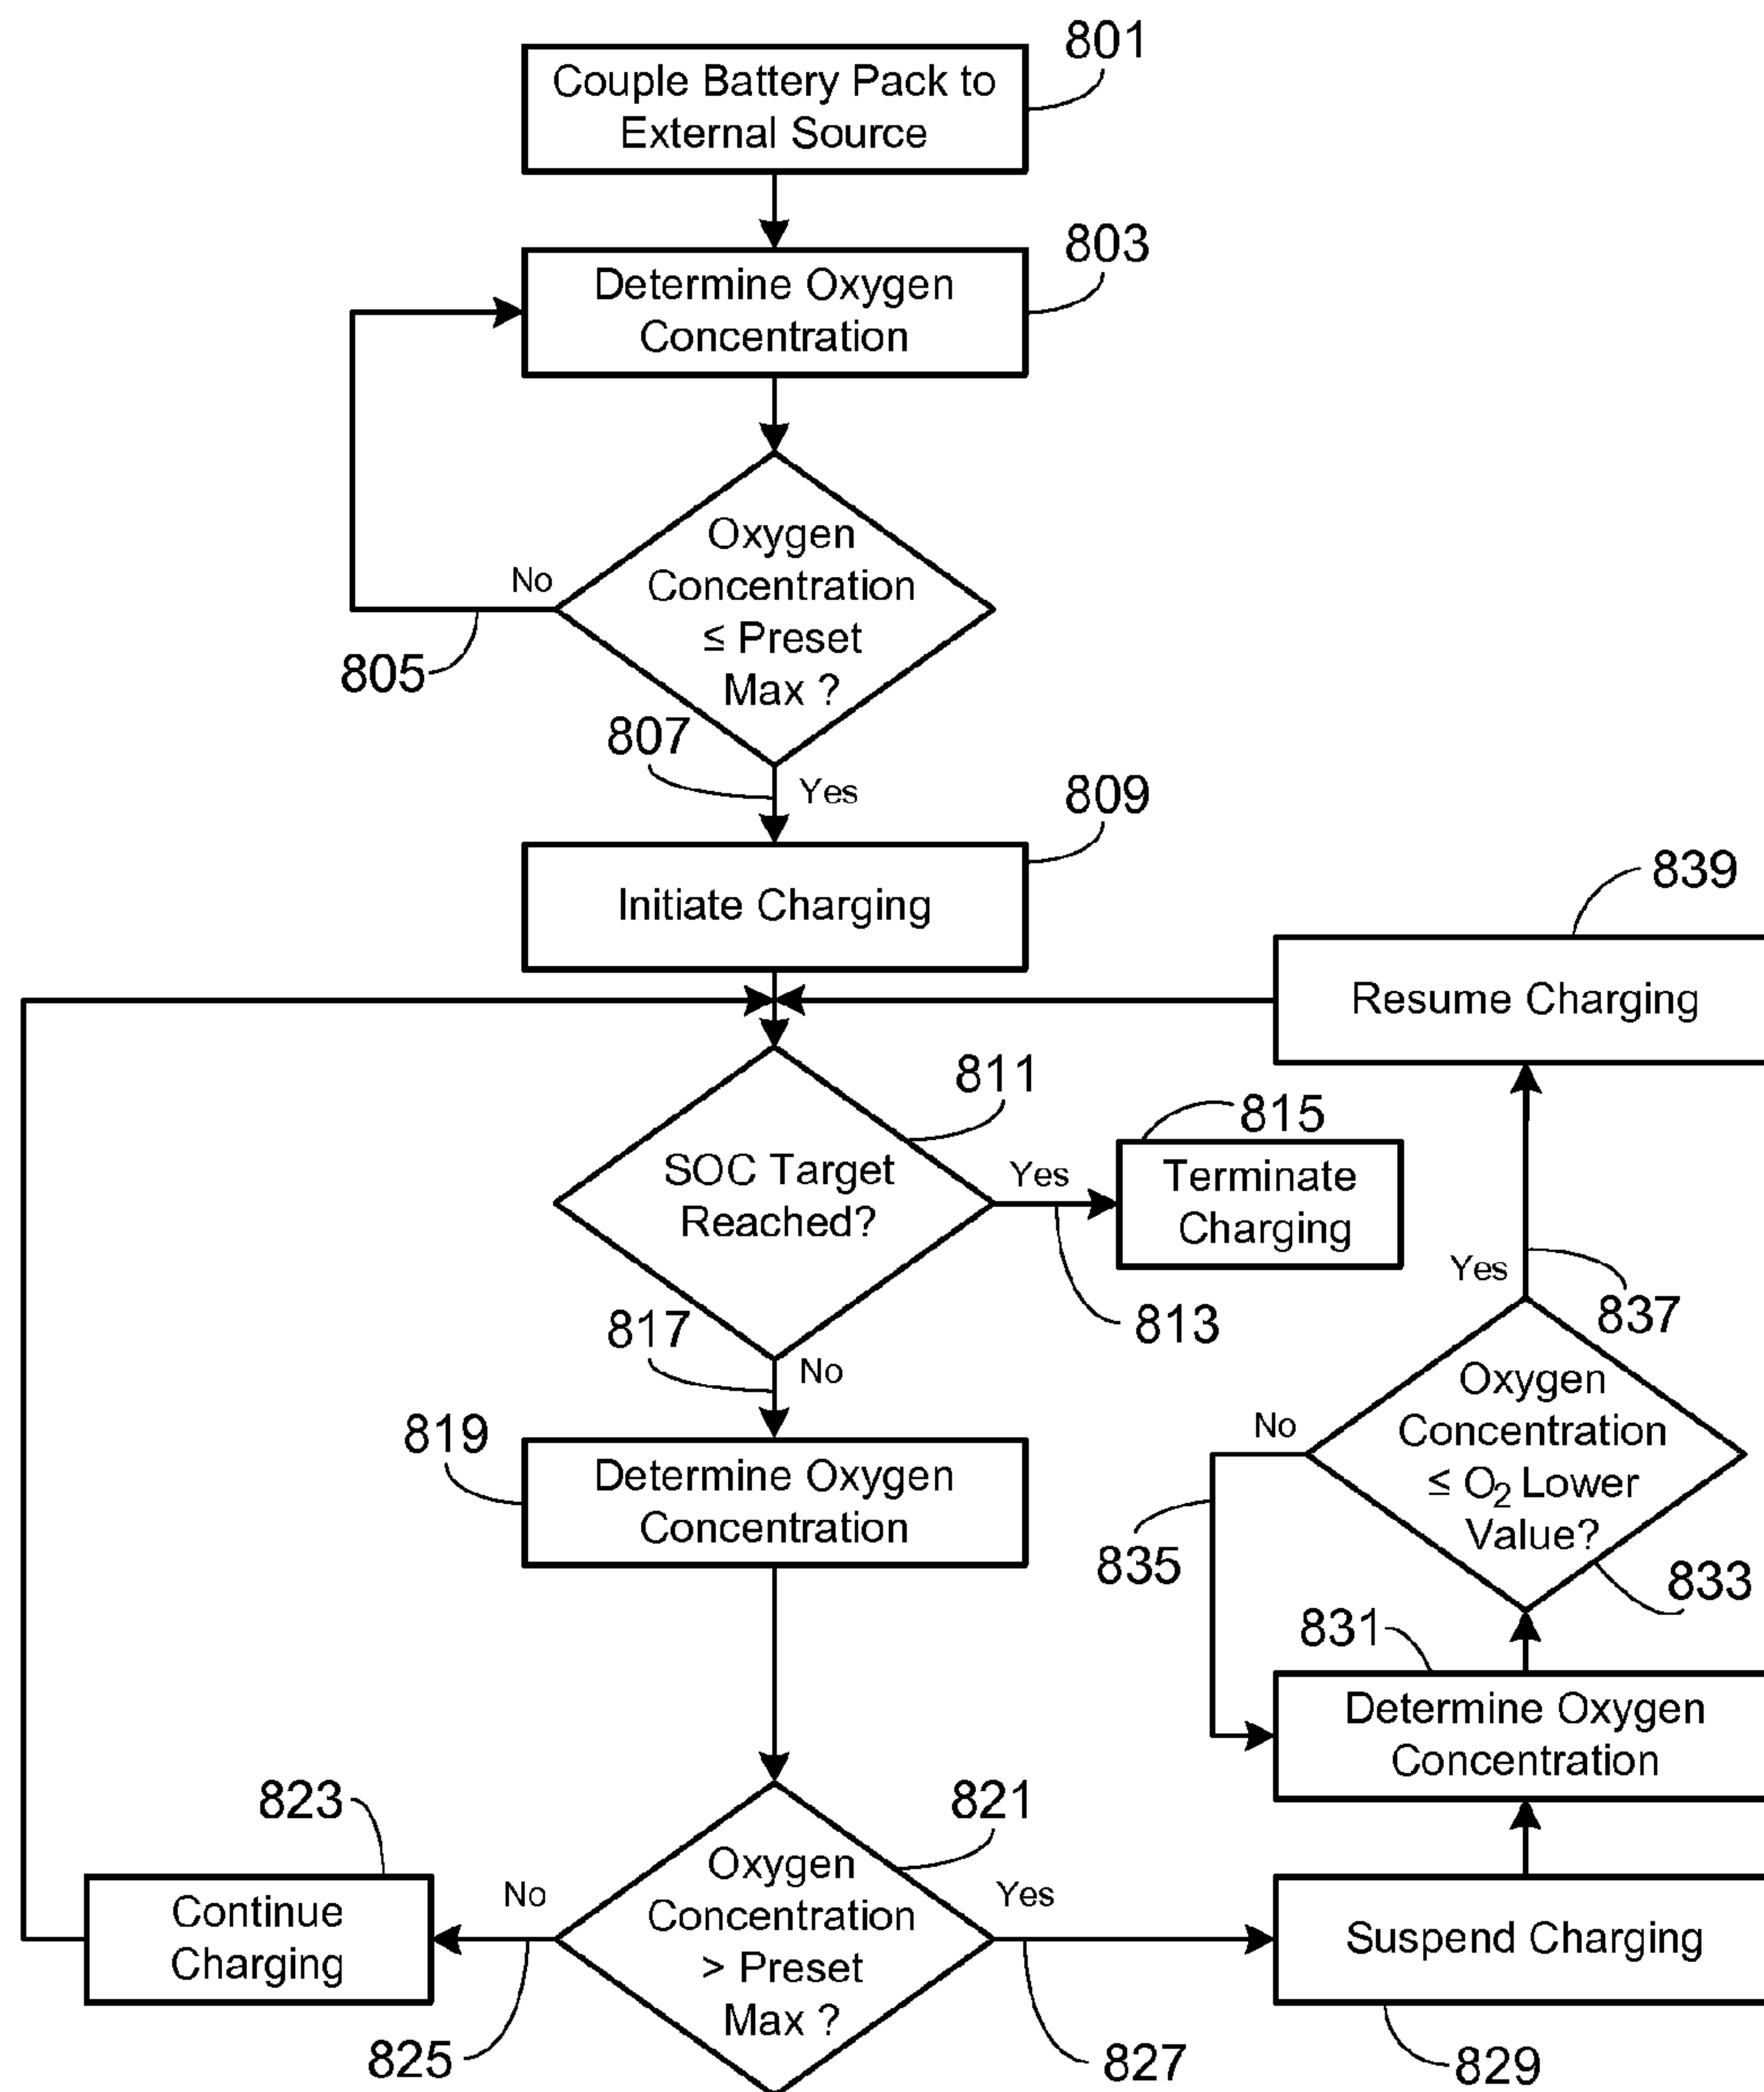 801
Couple Battery Pack to
External Source
803
Determine Oxygen
Concentration
Oxygen
Concentration
≤ Preset
Max ?
No
805
807
Yes
809
Initiate Charging
839
Resume Charging
811
SOC Target
Reached?
Yes
813
815
Terminate
Charging
817
No
819
Determine Oxygen
Concentration
821
Oxygen
Concentration
> Preset
Max ?
No
825
823
Continue
Charging
Yes
827
Suspend Charging
829
831
Determine Oxygen
Concentration
833
Oxygen
Concentration
≤ O₂ Lower
Value?
No
835
Yes
837